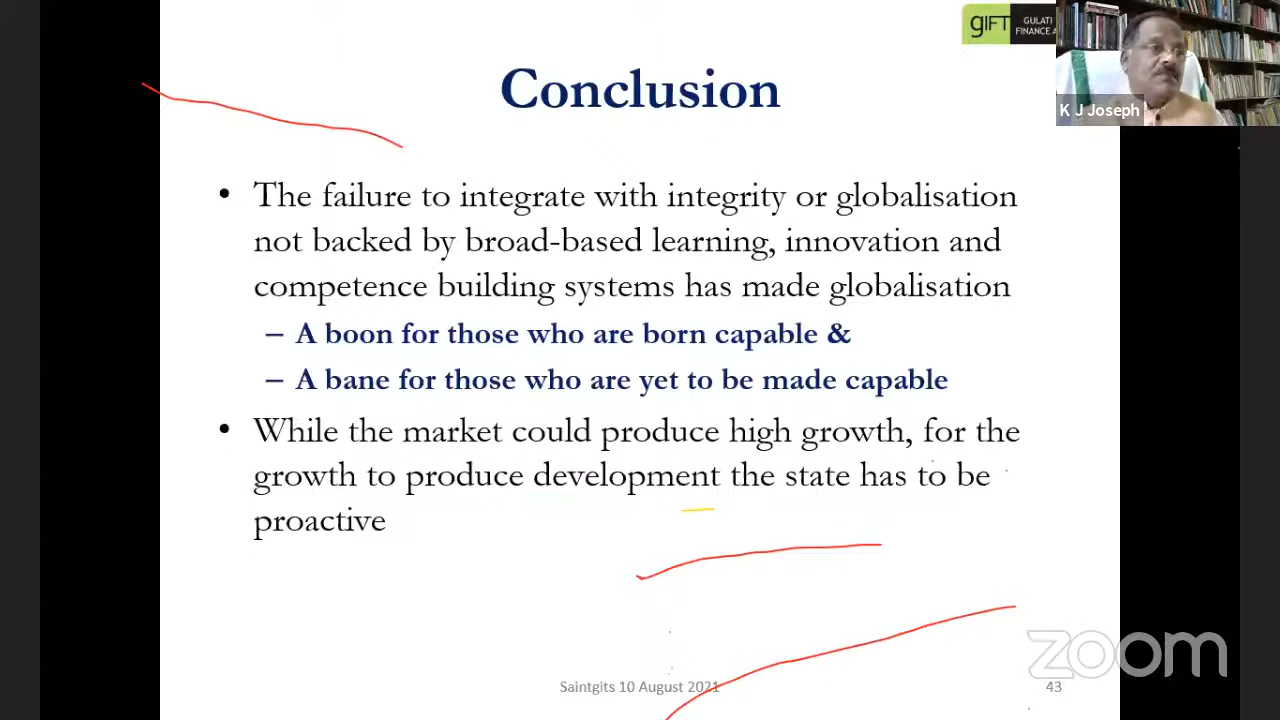 gift GULATI
FINANCE A
K J Joseph
Conclusion
• The failure to integrate with integrity or globalisation
not backed by broad-based learning, innovation and
competence building systems has made globalisation
– A boon for those who are born capable &
– A bane for those who are yet to be made capable
• While the market could produce high growth, for the
growth to produce development the state has to be
proactive
zoom
Saintgits 10 August 2021 43